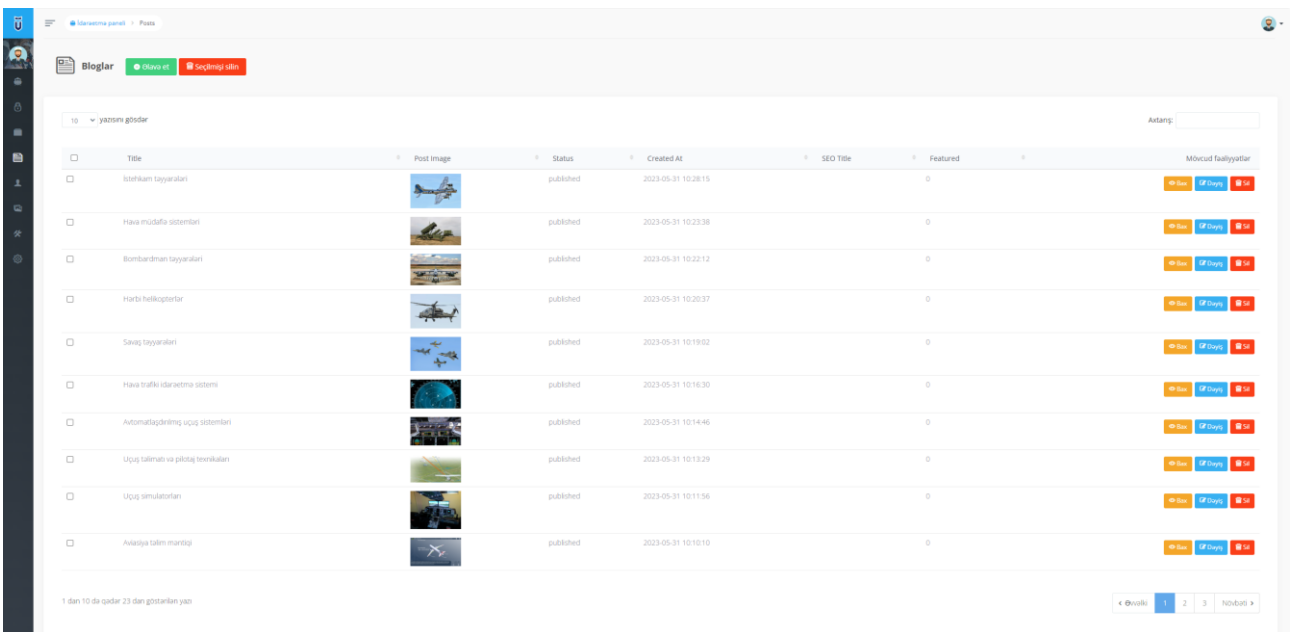 İdarəetmə paneli > Posts
Bloglar Əlavə et Seçilmişi silin
10 yazısını gösdər Axtarış:
Title Post Image Status Created At SEO Title Featured Mövcud fəaliyyətlər
İstehkam təyyarələri published 2023-05-31 10:28:15 0 Bax Dəyiş Sil
Hava müdafiə sistemləri published 2023-05-31 10:23:38 0 Bax Dəyiş Sil
Bombardman təyyarələri published 2023-05-31 10:22:12 0 Bax Dəyiş Sil
Hərbi helikopterlər published 2023-05-31 10:20:37 0 Bax Dəyiş Sil
Savaş təyyarələri published 2023-05-31 10:19:02 0 Bax Dəyiş Sil
Hava trafiki idarəetmə sistemi published 2023-05-31 10:16:30 0 Bax Dəyiş Sil
Avtomatlaşdırılmış uçuş sistemləri published 2023-05-31 10:14:46 0 Bax Dəyiş Sil
Uçuş təlimatı və pilotaj texnikaları published 2023-05-31 10:13:29 0 Bax Dəyiş Sil
Uçuş simulatorları published 2023-05-31 10:11:56 0 Bax Dəyiş Sil
Aviasiya təlim məntiqi published 2023-05-31 10:10:10 0 Bax Dəyiş Sil
1 dən 10 də qədər 23 dən göstərilən yazı Əvvəlki 1 2 3 Növbəti